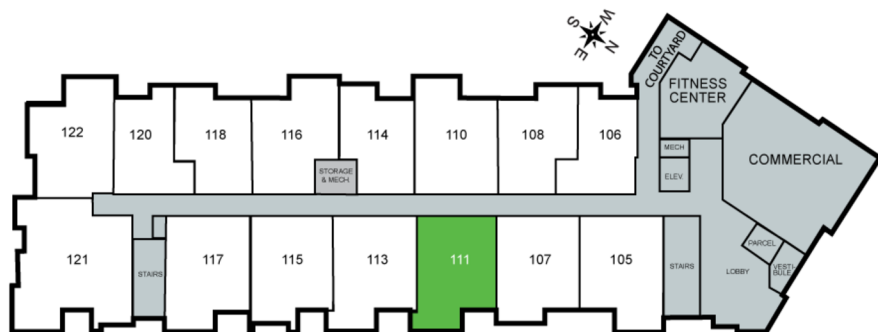 W
S
N
E
TO
COURTYARD
FITNESS
CENTER
122
120
118
116
114
110
108
106
MECH
COMMERCIAL
STORAGE
& MECH
ELEV
121
STAIRS
117
115
113
111
107
105
STAIRS
LOBBY
PARCEL
VESTI-
BULE